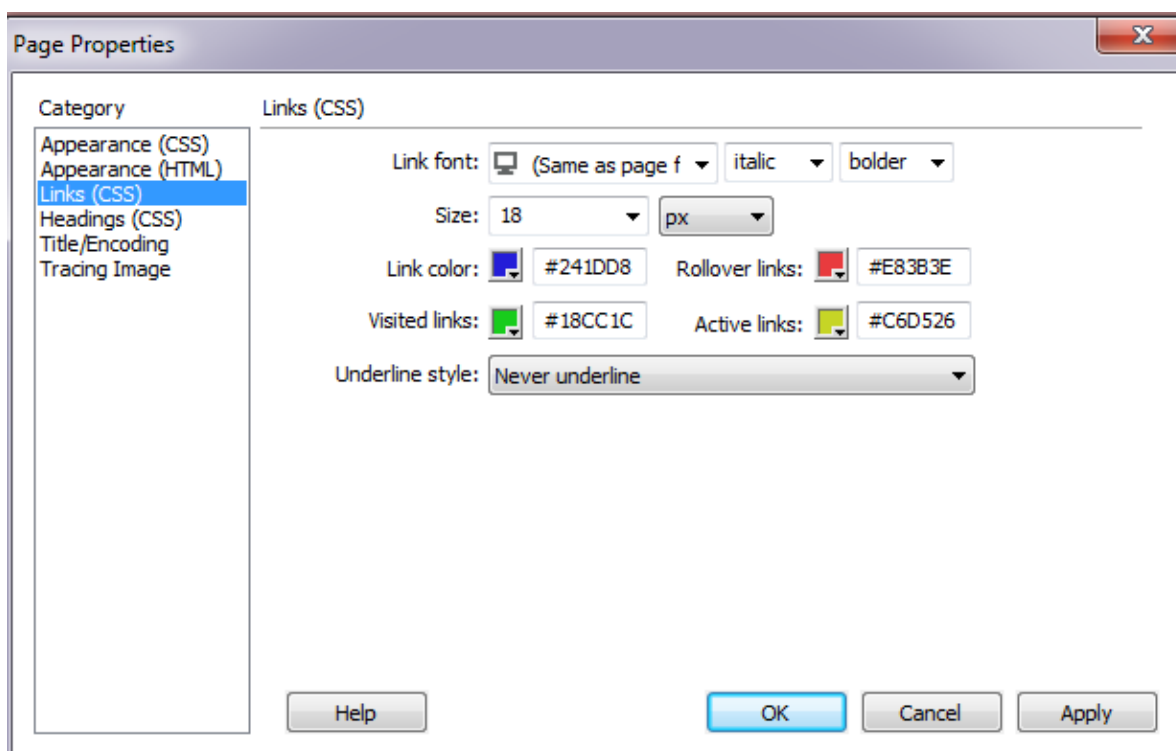 Page Properties
Category
Appearance (CSS)
Appearance (HTML)
Links (CSS)
Headings (CSS)
Title/Encoding
Tracing Image
Links (CSS)
Link font: (Same as page f italic bolder
Size: 18 px
Link color: #241DD8 Rollover links: #E83B3E
Visited links: #18CC1C Active links: #C6D526
Underline style: Never underline
Help OK Cancel Apply